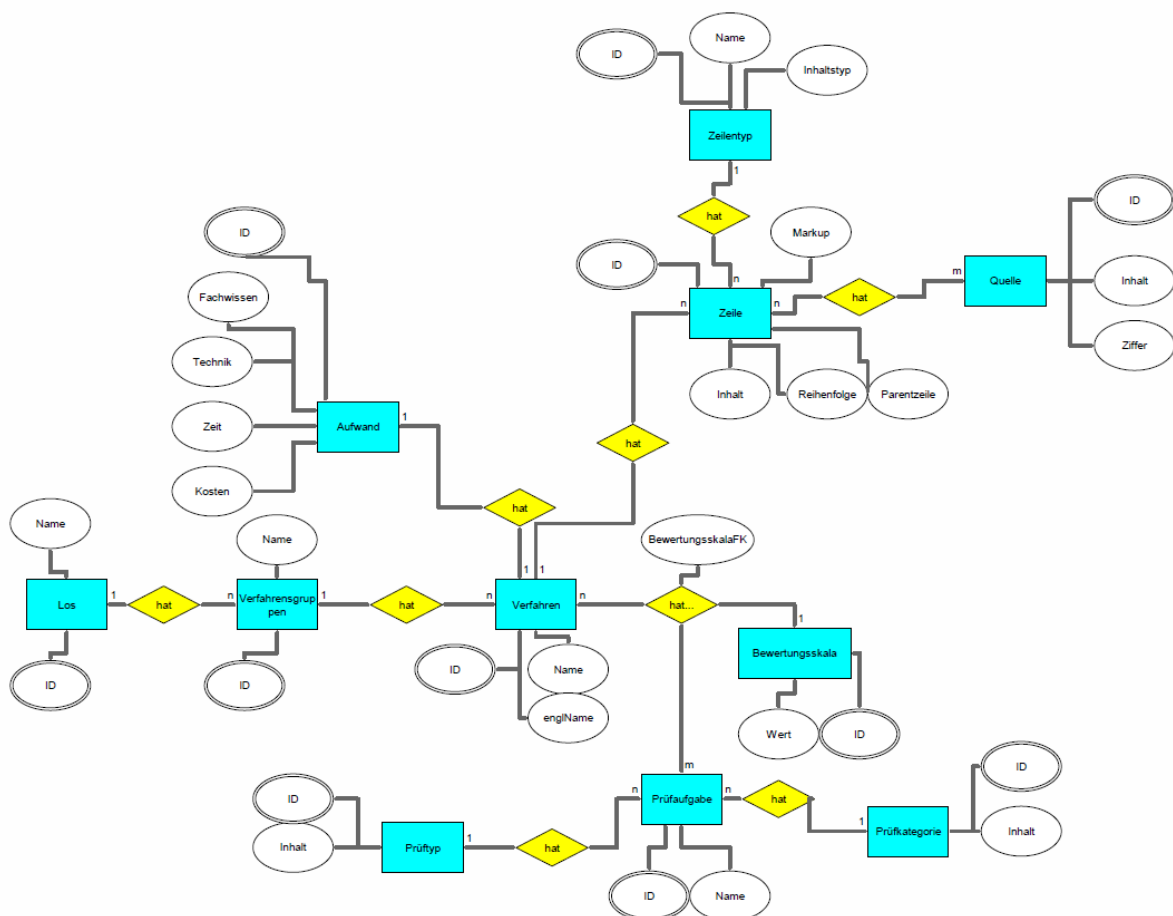 Name
ID
Inhaltstyp
Zeilentyp
1
hat
ID
ID
Markup
ID
n
m
Fachwissen
n
Zeile
n
hat
Quelle
Inhalt
Technik
Ziffer
Inhalt
Reihenfolge
Parentzeile
1
Zeit
Aufwand
hat
Kosten
hat
Name
Name
BewertungsskalaFK
1
1
Los
1
hat
n
Verfahrensgrup
pen
1
hat
n
Verfahren
n
hat...
1
Bewertungsskala
ID
ID
ID
Name
englName
Wert
ID
m
ID
n
Prüfaufgabe
n
hat
ID
Inhalt
1
Prüftyp
hat
1
Prüfkategorie
Inhalt
ID
Name